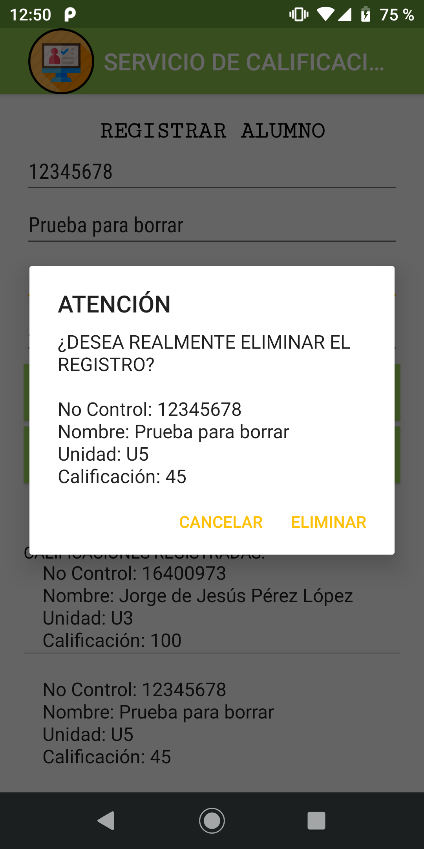 12:50
75 %
SERVICIO DE CALIFICACI...
REGISTRAR ALUMNO
12345678
Prueba para borrar
ATENCIÓN
¿DESEA REALMENTE ELIMINAR EL
REGISTRO?
No Control: 12345678
Nombre: Prueba para borrar
Unidad: U5
Calificación: 45
CANCELAR ELIMINAR
CALIFICACIONES REGISTRADAS:
No Control: 16400973
Nombre: Jorge de Jesús Pérez López
Unidad: U3
Calificación: 100
No Control: 12345678
Nombre: Prueba para borrar
Unidad: U5
Calificación: 45